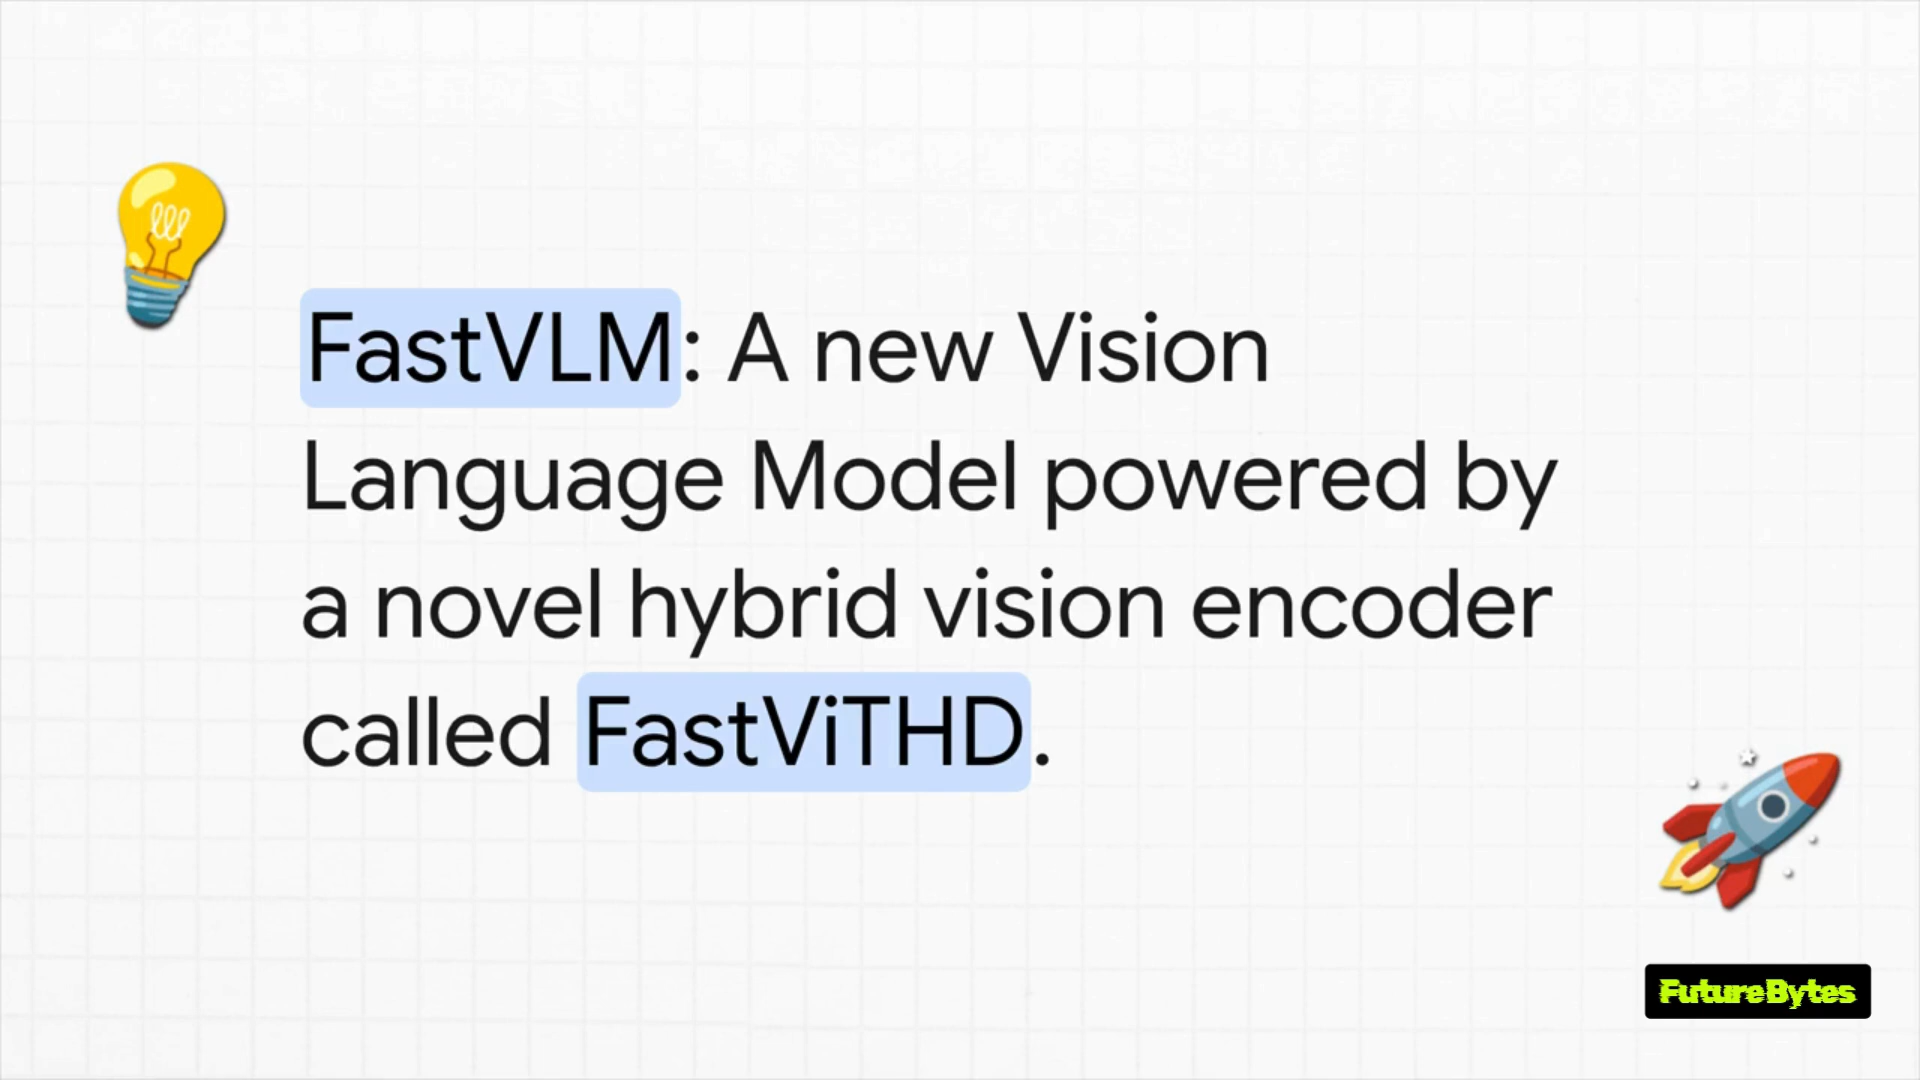 FastVLM: A new Vision
Language Model powered by
a novel hybrid vision encoder
called FastViTHD.
FutureBytes